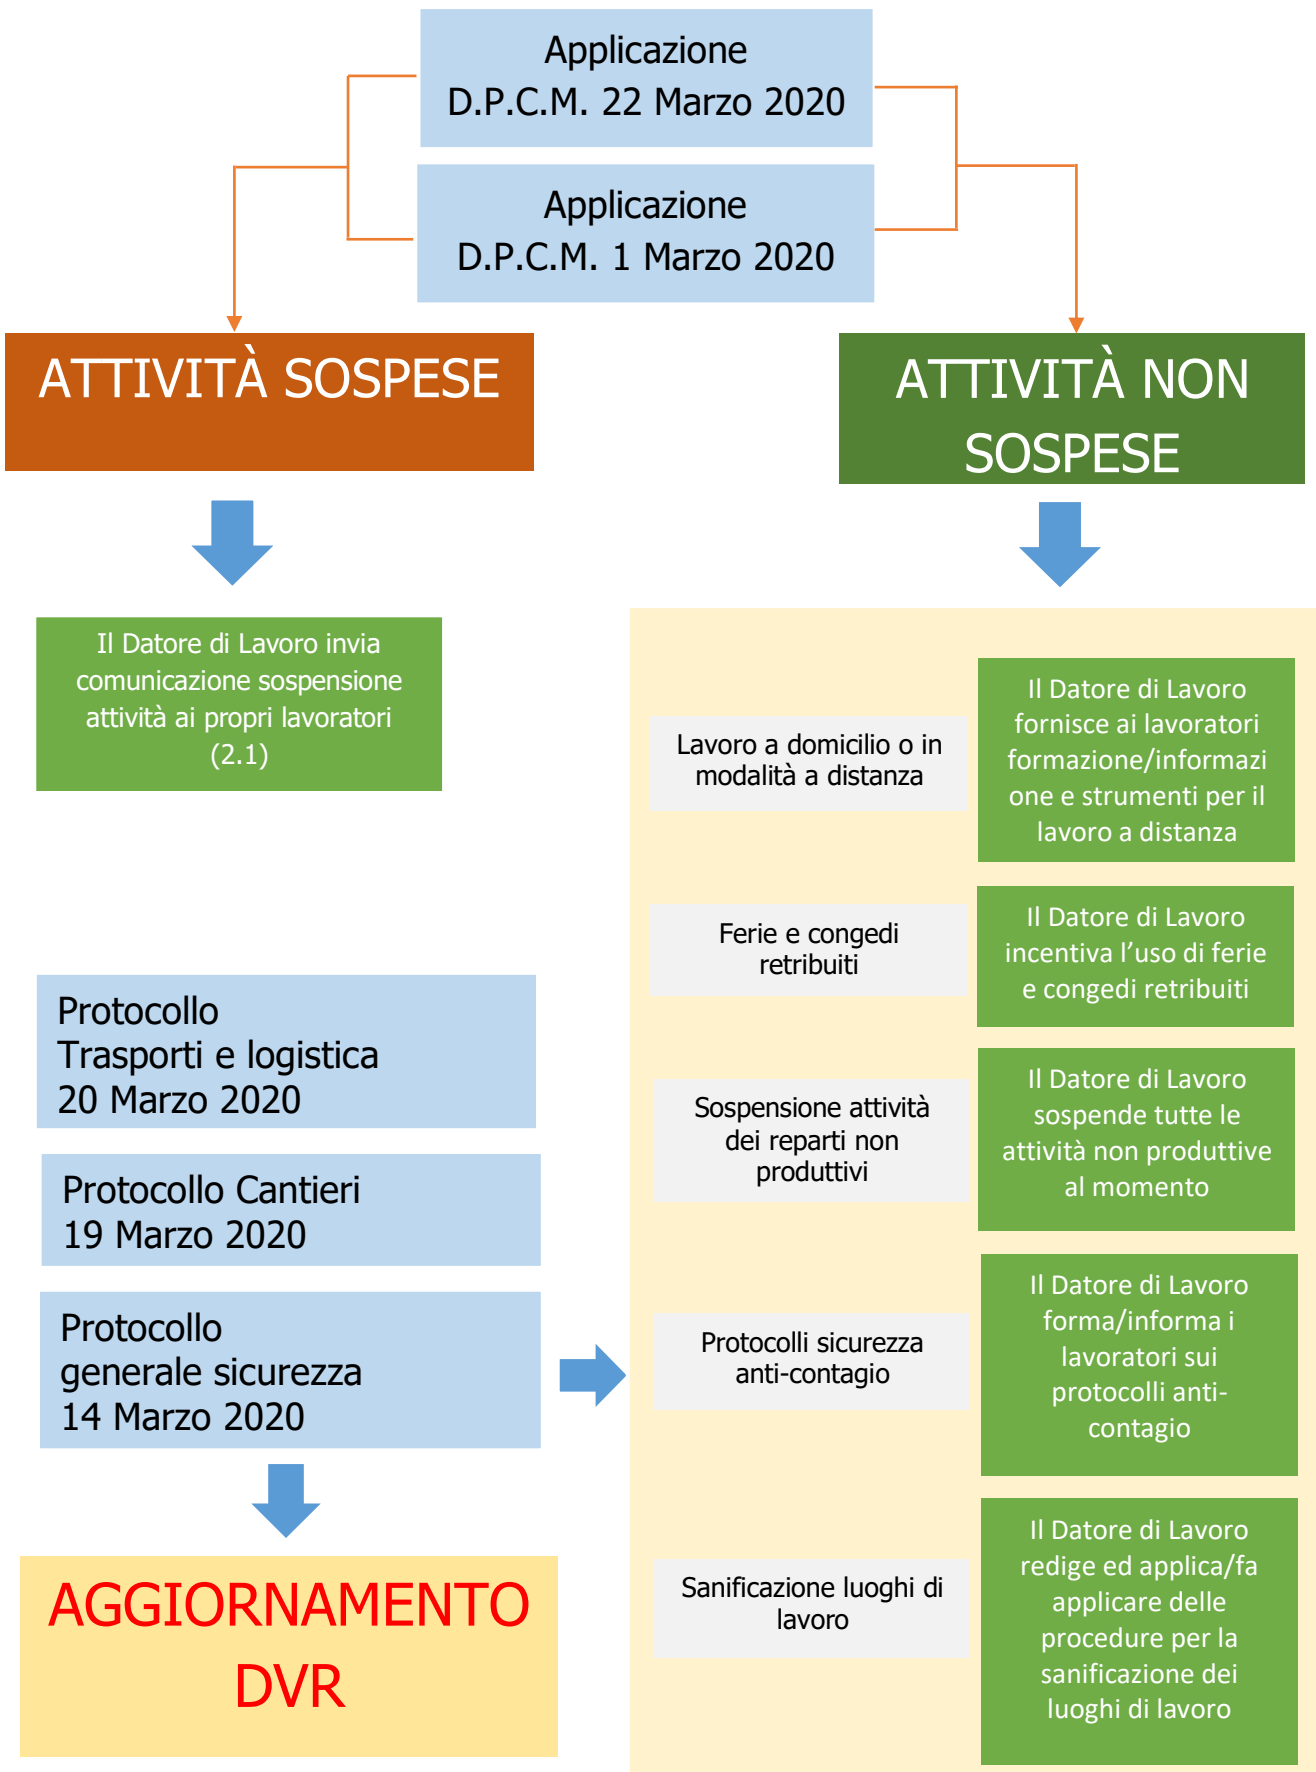 Applicazione
D.P.C.M. 22 Marzo 2020
Applicazione
D.P.C.M. 1 Marzo 2020
ATTIVITÀ SOSPESE
ATTIVITÀ NON
SOSPESE
Il Datore di Lavoro invia
comunicazione sospensione
attività ai propri lavoratori
(2.1)
Lavoro a domicilio o in
modalità a distanza
Il Datore di Lavoro
fornisce ai lavoratori
formazione/informazi
one e strumenti per il
lavoro a distanza
Ferie e congedi
retribuiti
Il Datore di Lavoro
incentiva l’uso di ferie
e congedi retribuiti
Sospensione attività
dei reparti non
produttivi
Il Datore di Lavoro
sospende tutte le
attività non produttive
al momento
Protocolli sicurezza
anti-contagio
Il Datore di Lavoro
forma/informa i
lavoratori sui
protocolli anti-
contagio
Sanificazione luoghi di
lavoro
Il Datore di Lavoro
redige ed applica/fa
applicare delle
procedure per la
sanificazione dei
luoghi di lavoro
Protocollo
Trasporti e logistica
20 Marzo 2020
Protocollo Cantieri
19 Marzo 2020
Protocollo
generale sicurezza
14 Marzo 2020
AGGIORNAMENTO
DVR